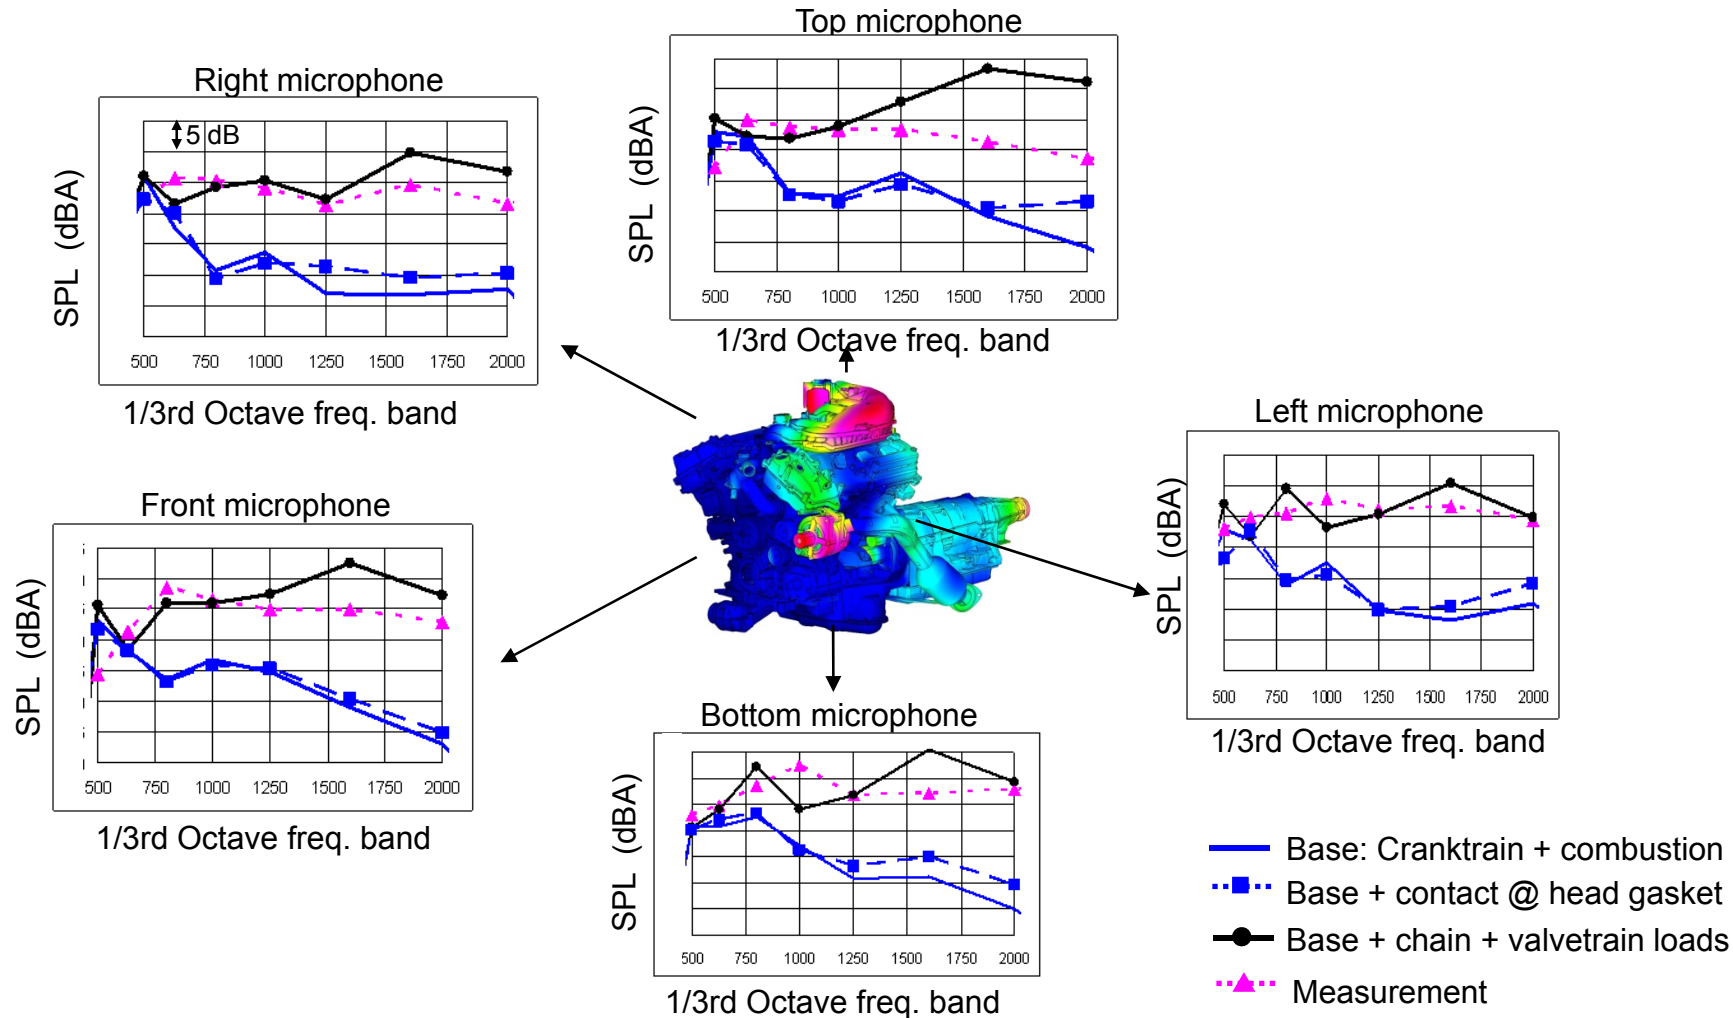 Top microphone
SPL (dBA)
500 750 1000 1250 1500 1750 2000
1/3rd Octave freq. band
Right microphone
5 dB
SPL (dBA)
500 750 1000 1250 1500 1750 2000
1/3rd Octave freq. band
Left microphone
SPL (dBA)
500 750 1000 1250 1500 1750 2000
1/3rd Octave freq. band
Front microphone
SPL (dBA)
500 750 1000 1250 1500 1750 2000
1/3rd Octave freq. band
Bottom microphone
SPL (dBA)
500 750 1000 1250 1500 1750 2000
1/3rd Octave freq. band
Base: Cranktrain + combustion
Base + contact @ head gasket
Base + chain + valvetrain loads
Measurement